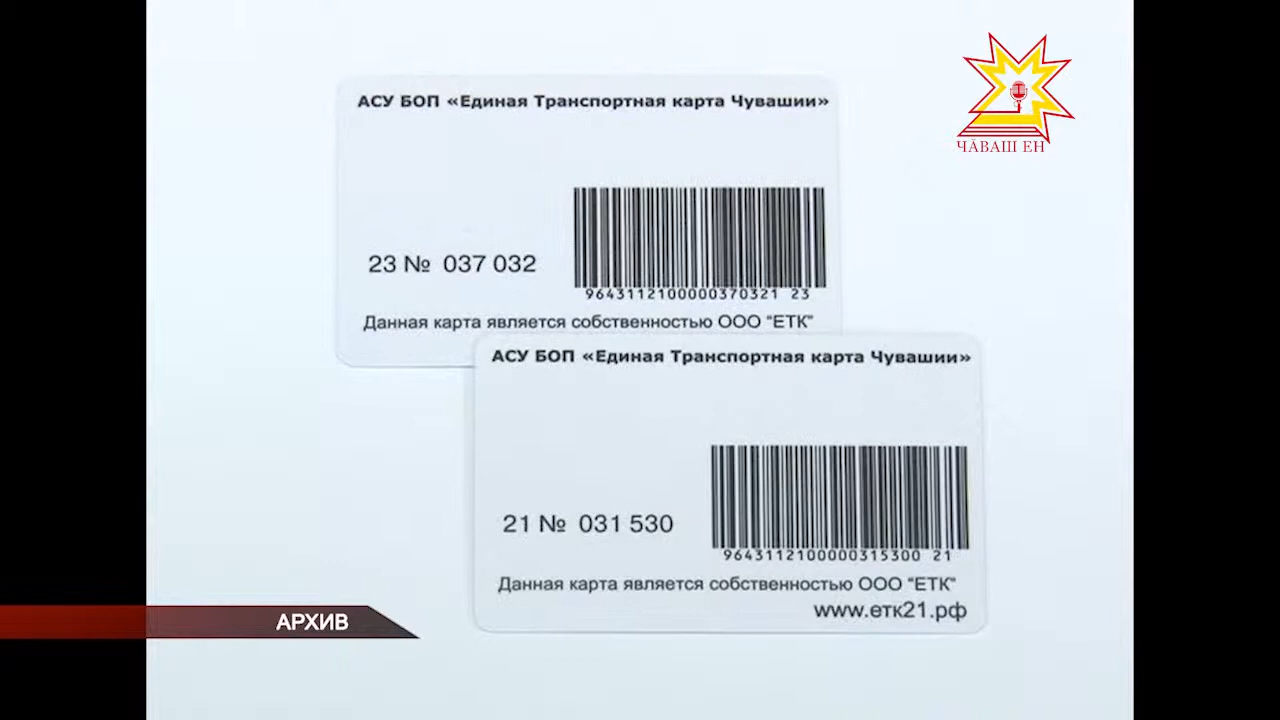 ЧӐВАШ ЕН
АСУ БОП «Единая Транспортная карта Чувашии»
23 № 037 032
9643112100000370321 23
Данная карта является собственностью ООО "ЕТК"
АСУ БОП «Единая Транспортная карта Чувашии»
21 № 031 530
9643112100000315300 21
Данная карта является собственностью ООО "ЕТК"
www.етк21.рф
АРХИВ